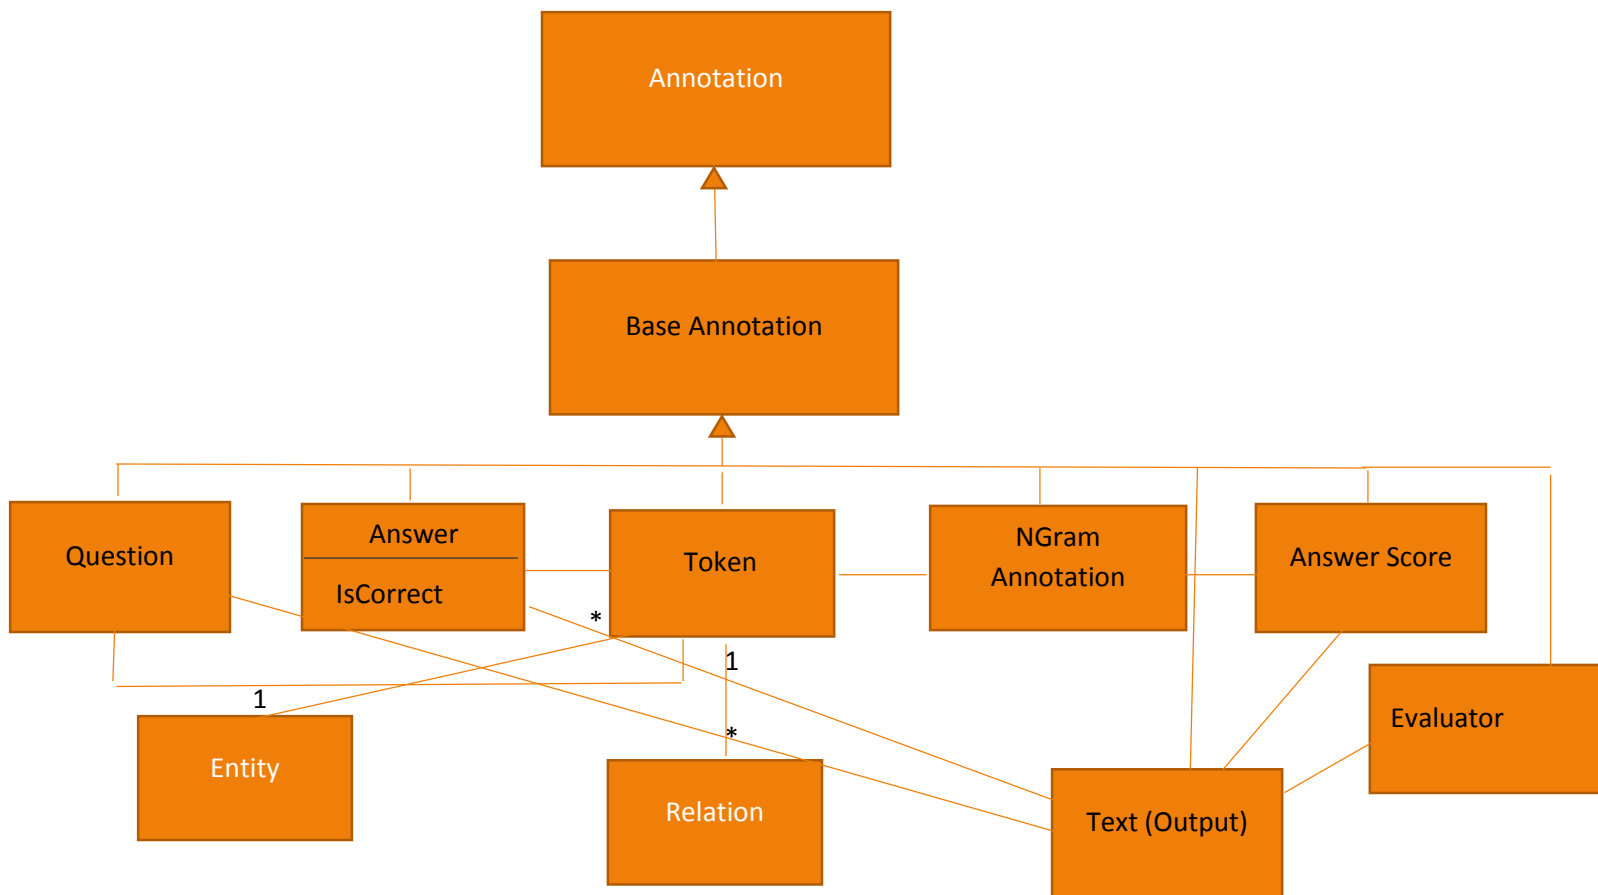 Annotation
Base Annotation
Question
Answer
IsCorrect
Token
NGram
Annotation
Answer Score
*
1
1
*
Entity
Relation
Evaluator
Text (Output)